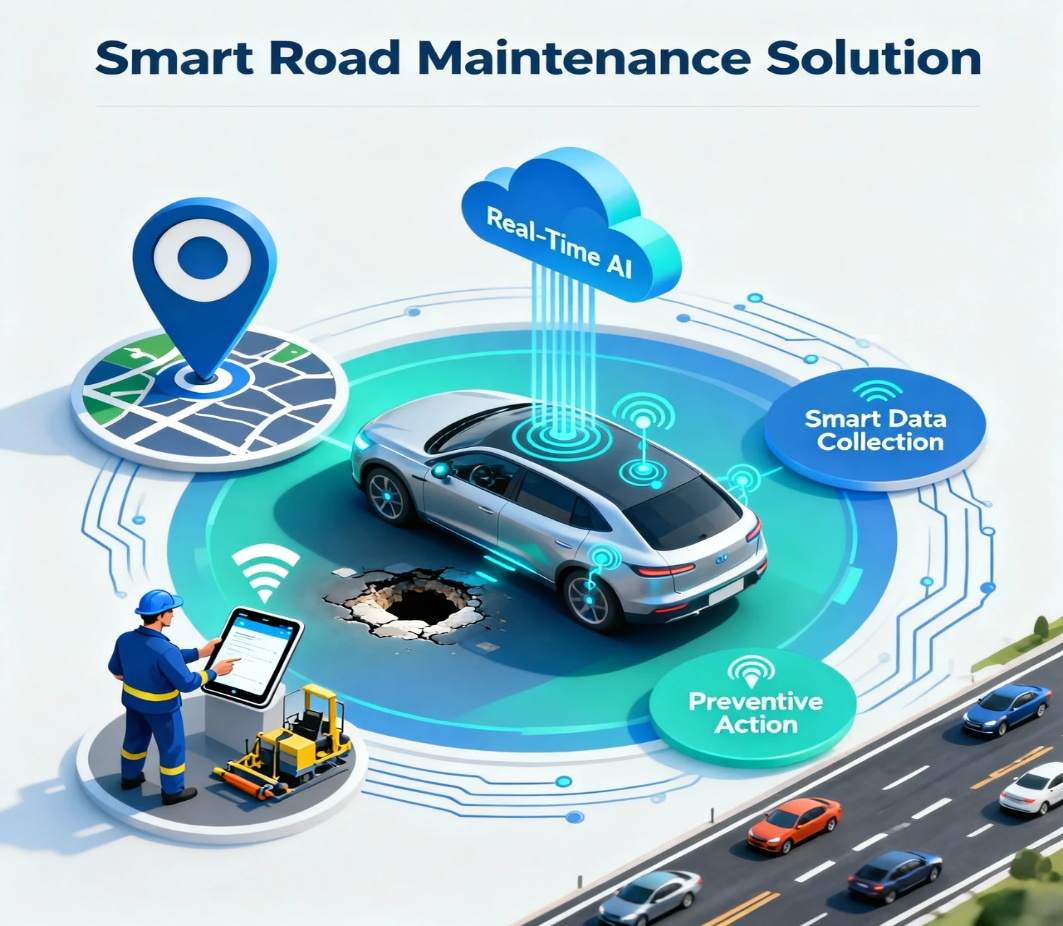 Smart Road Maintenance Solution
Real-Time AI
Smart Data
Collection
Preventive
Action